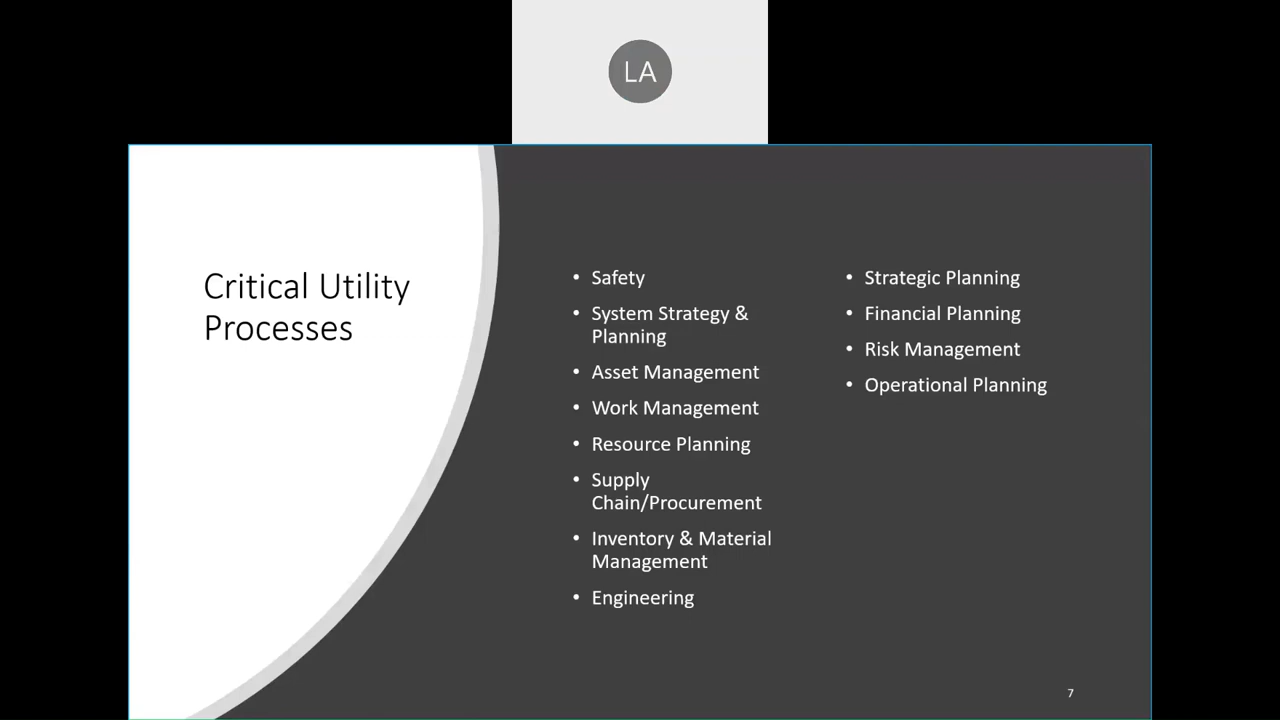 LA
Critical Utility
Processes
• Safety
• System Strategy &
Planning
• Asset Management
• Work Management
• Resource Planning
• Supply
Chain/Procurement
• Inventory & Material
Management
• Engineering
• Strategic Planning
• Financial Planning
• Risk Management
• Operational Planning
7